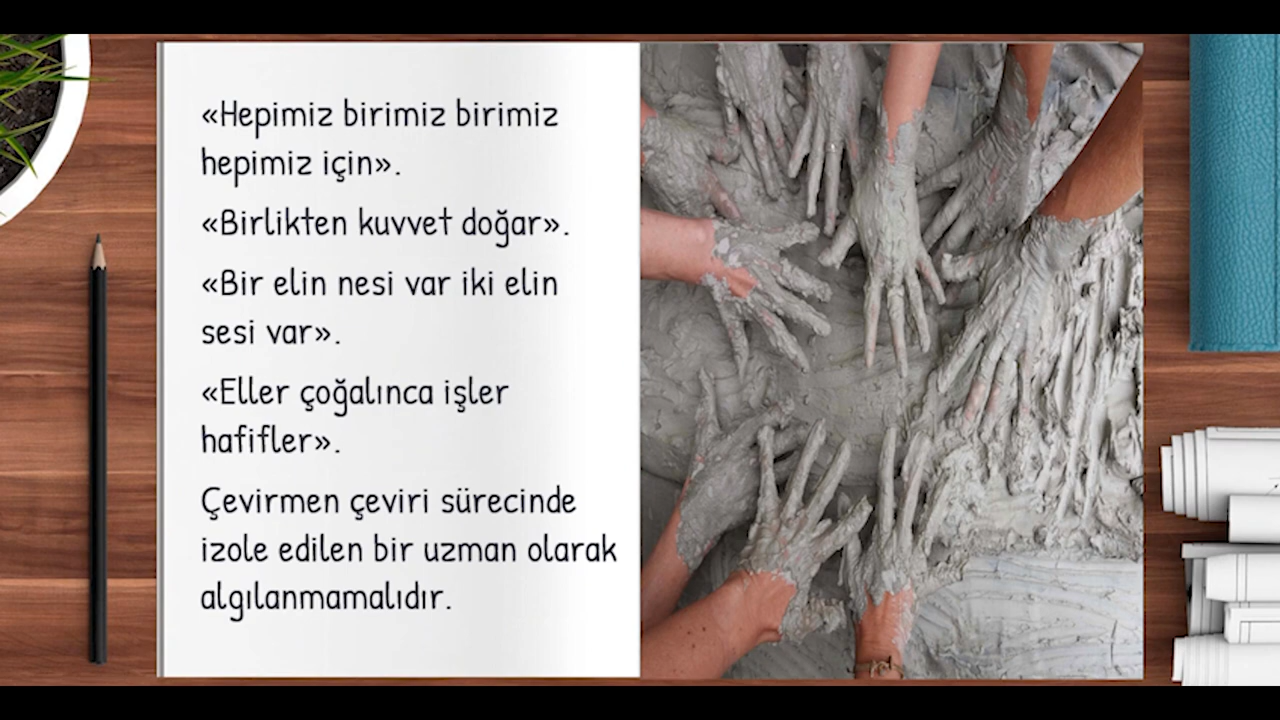 «Hepimiz birimiz birimiz
hepimiz için».
«Birlikten kuvvet doğar».
«Bir elin nesi var iki elin
sesi var».
«Eller çoğalınca işler
hafifler».
Çevirmen çeviri sürecinde
izole edilen bir uzman olarak
algılanmamalıdır.